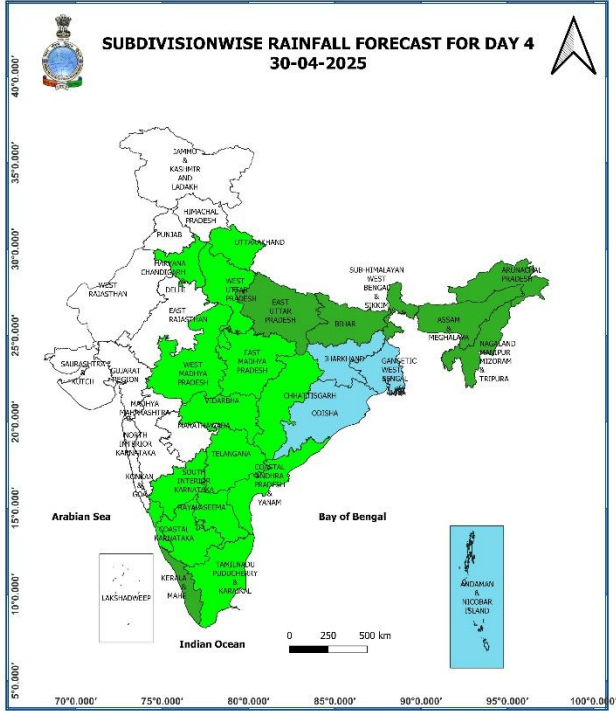 SUBDIVISIONWISE RAINFALL FORECAST FOR DAY 4
30-04-2025
40°0.000'
35°0.000'
30°0.000'
25°0.000'
20°0.000'
15°0.000'
10°0.000'
5°0.000'
JAMMO
&
KASHMIR
AND
LADAKH
HIMACHAL
PRADESH
PUNJAB
UTTARAKHAND
HARYANA
CHANDIGARH
DELHI
WEST
RAJASTHAN
EAST
RAJASTHAN
WEST
UTTAR
PRADESH
EAST
UTTAR
PRADESH
BIHAR
SUB-HIMALAYAN
WEST
BENGAL
&
SIKKIM
ARUNACHAL
PRADESH
ASSAM
&
MEGHALAYA
NAGALAND
MANIPUR
MIZORAM
&
TRIPURA
SAURASHTRA
&
KUTCH
GUJARAT
REGION
WEST
MADHYA
PRADESH
EAST
MADHYA
PRADESH
JHARKHAND
GANGETIC
WEST
BENGAL
CHHATTISGARH
ODISHA
MADHYA
MAHARASHTRA
VIDARBHA
MARATHWADA
NORTH
INTERIOR
KARNATAKA
TELANGANA
KONKAN
&
GOA
SOUTH
INTERIOR
KARNATAKA
COASTAL
ANDHRA
PRADESH
&
YANAM
RAYALASEEMA
COASTAL
KARNATAKA
TAMILNADU
PUDUCHERRY
&
KARAIKAL
KERALA
&
MAHE
LAKSHADWEEP
ANDAMAN
&
NICOBAR
ISLAND
Arabian Sea
Bay of Bengal
Indian Ocean
0 250 500 km
70°0.000' 75°0.000' 80°0.000' 85°0.000' 90°0.000' 95°0.000' 100°0.000'